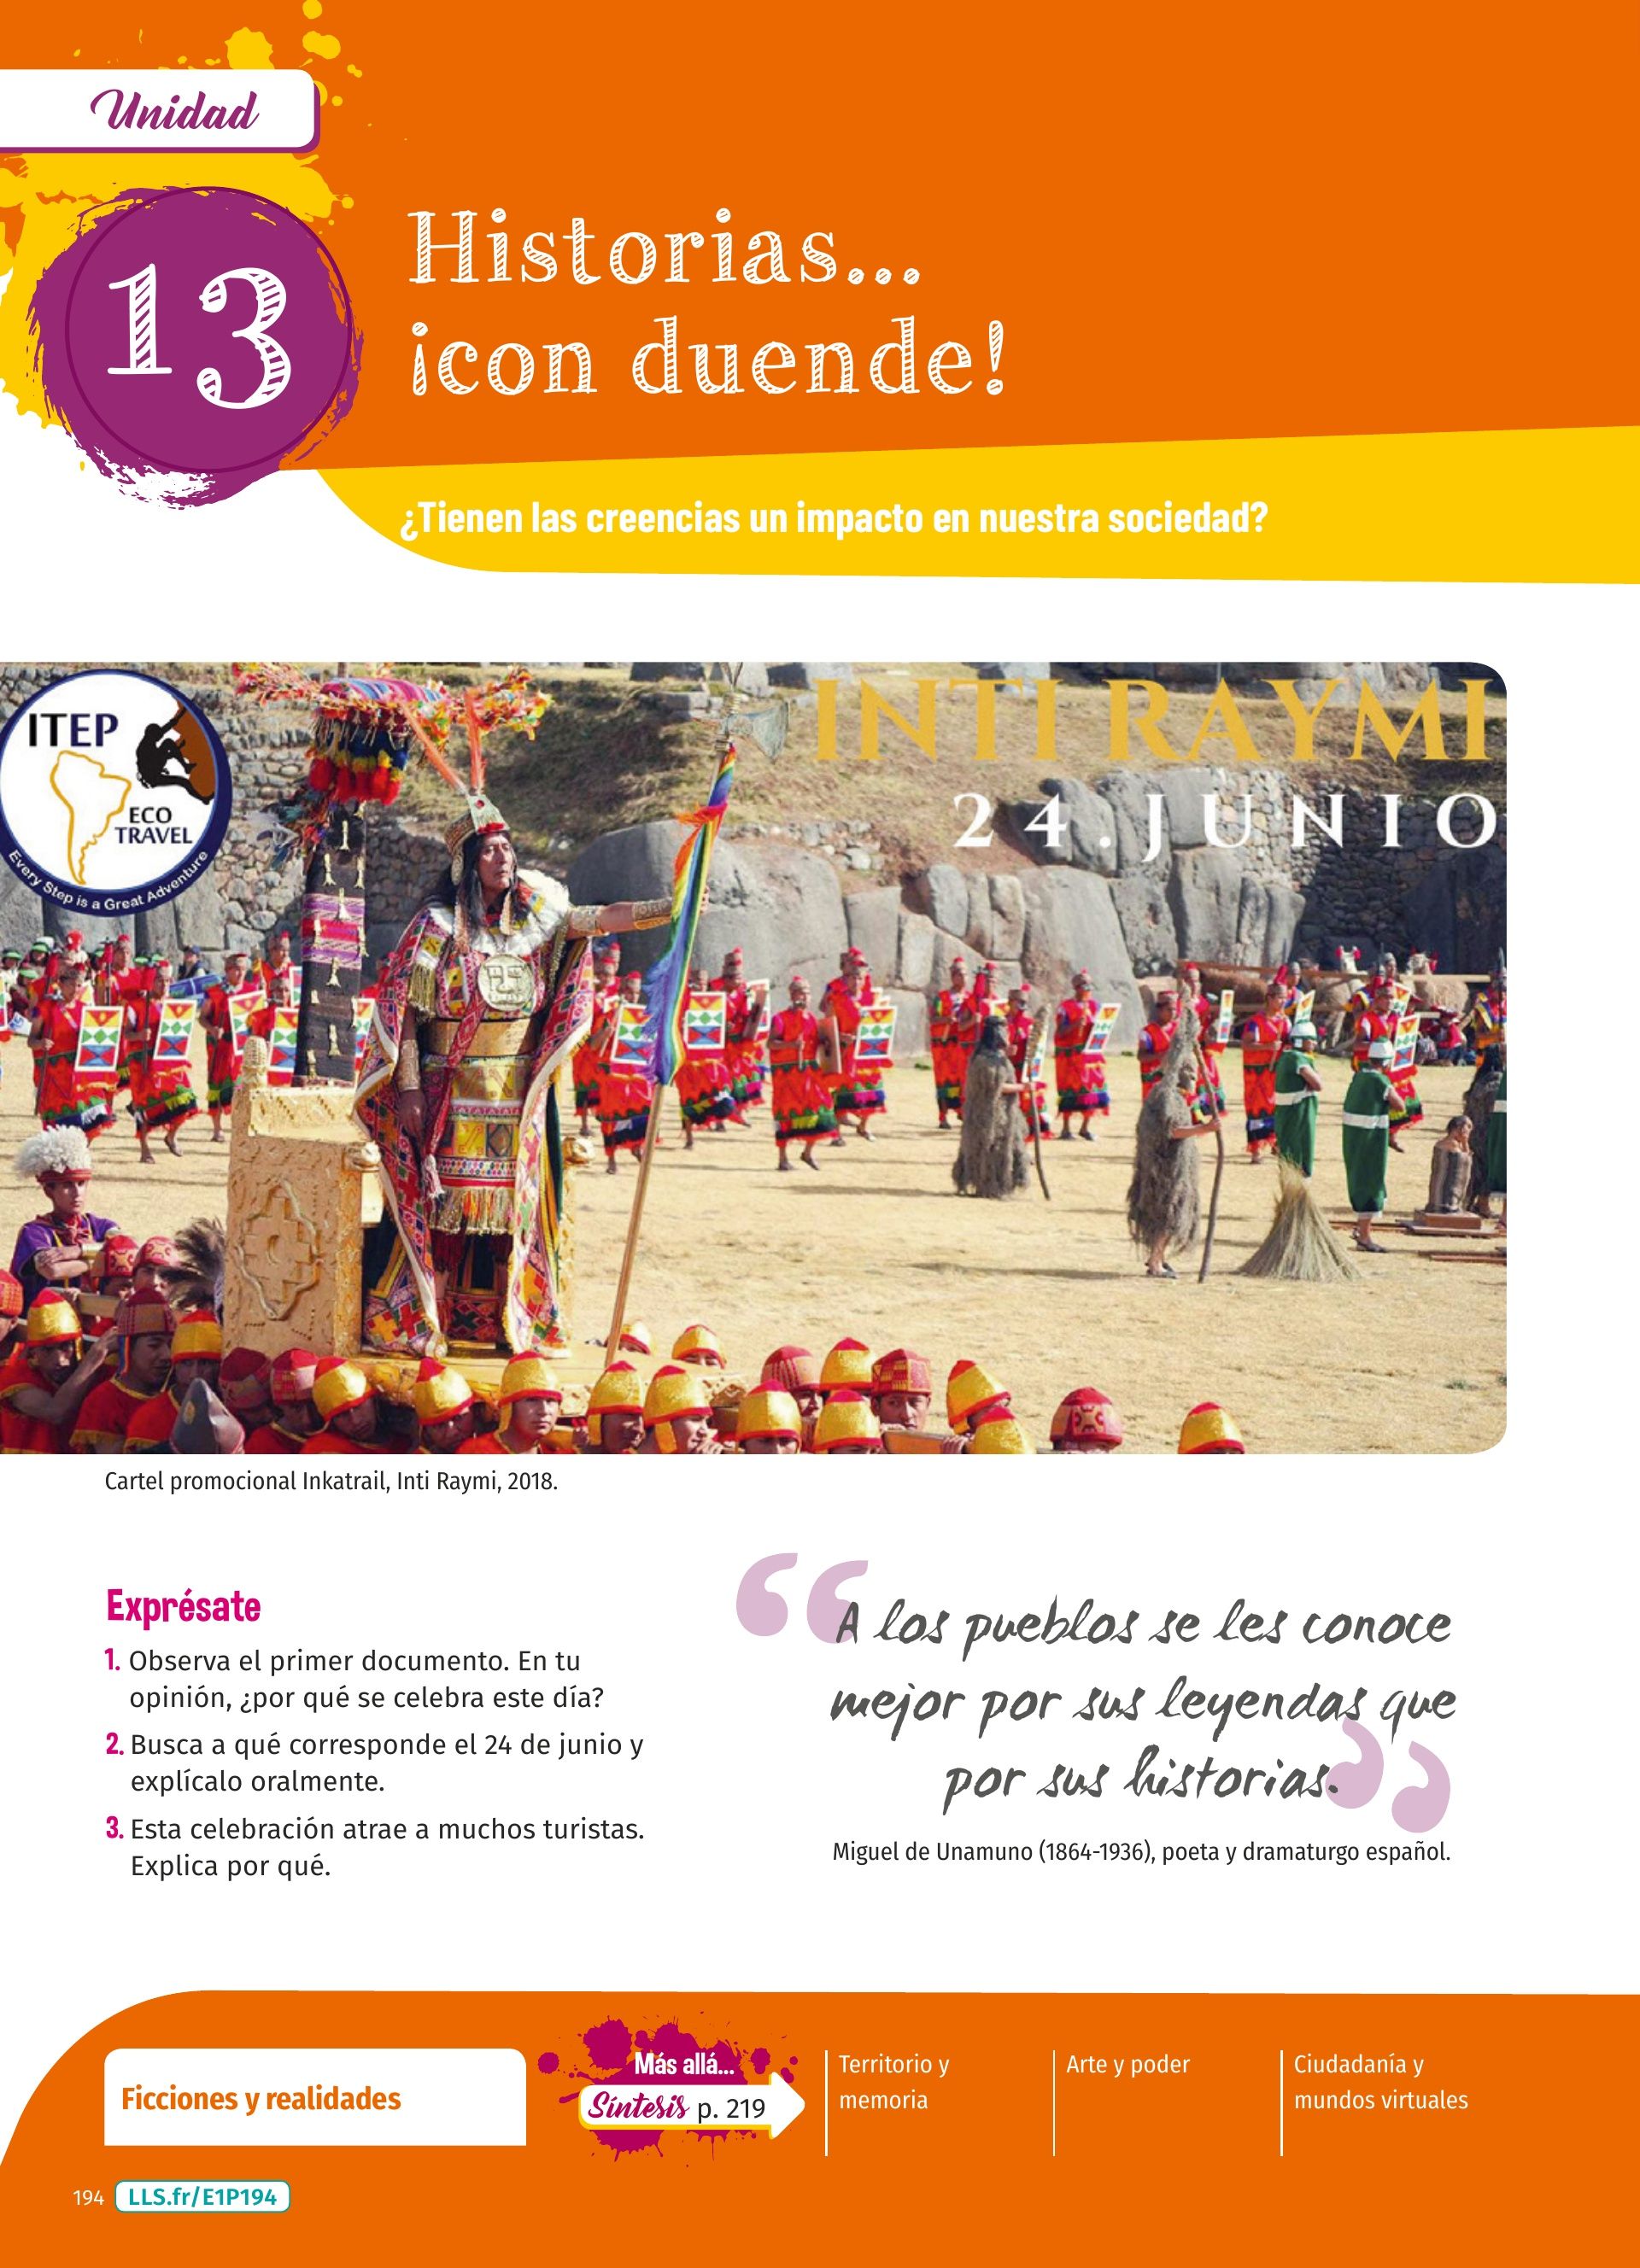 Unidad
13
Historias...
¡con duende!
¿Tienen las creencias un impacto en nuestra sociedad?
ITEP
ECO
TRAVEL
Every Step is a Great Adventure
INTI RAYMI
24.JUNIO
Cartel promocional Inkatrail, Inti Raymi, 2018.
Exprésate
1. Observa el primer documento. En tu
opinión, ¿por qué se celebra este día?
2. Busca a qué corresponde el 24 de junio y
explícalo oralmente.
3. Esta celebración atrae a muchos turistas.
Explica por qué.
“A los pueblos se les conoce
mejor por sus leyendas que
por sus historias.”
Miguel de Unamuno (1864-1936), poeta y dramaturgo español.
Ficciones y realidades
Más allá...
Síntesis p. 219
Territorio y
memoria
Arte y poder
Ciudadanía y
mundos virtuales
194 LLS.fr/E1P194